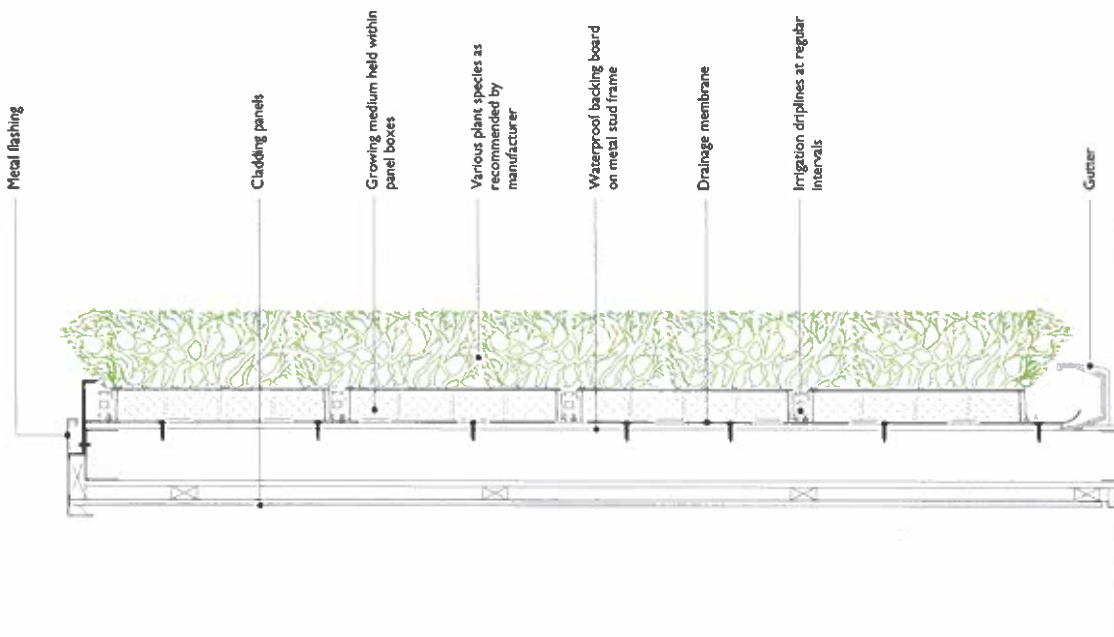 Metal flashing
Cladding panels
Growing medium held within
panel boxes
Various plant species as
recommended by
manufacturer
Waterproof backing board
on metal stud frame
Drainage membrane
Irrigation driplines at regular
intervals
Gutter